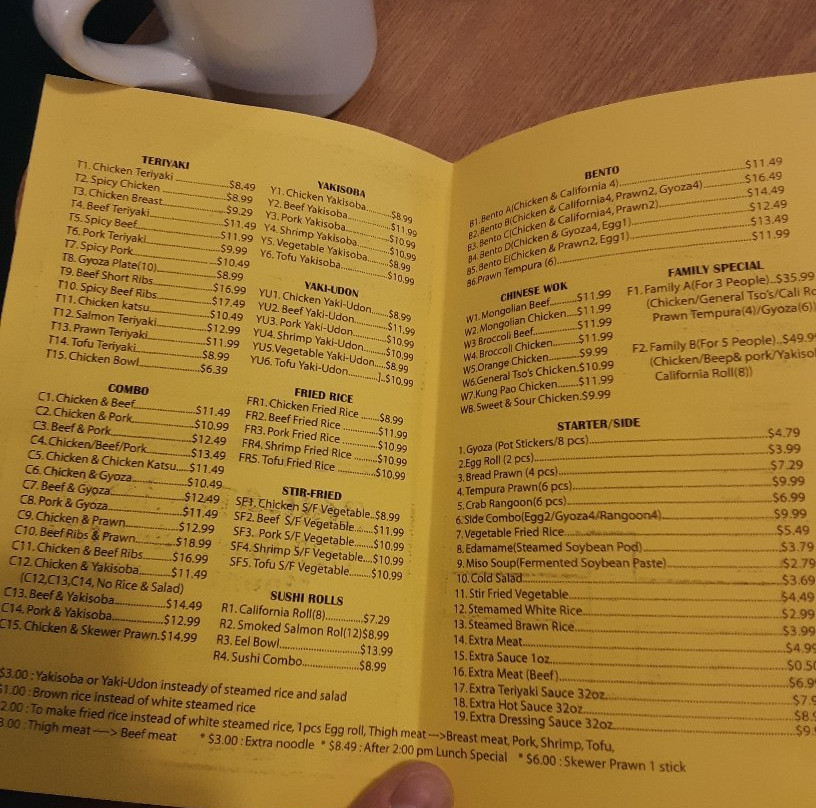 TERIYAKI
T1. Chicken Teriyaki ...............$8.49
T2. Spicy Chicken ...............$8.99
T3. Chicken Breast...............$9.29
T4. Beef Teriyaki...............$11.49
T5. Spicy Beef...............$11.99
T6. Pork Teriyaki...............$9.99
T7. Spicy Pork...............$10.49
T8. Gyoza Plate(10)...............$8.99
T9. Beef Short Ribs...............$16.99
T10. Spicy Beef Ribs...............$17.49
T11. Chicken katsu...............$10.49
T12. Salmon Teriyaki...............$12.99
T13. Prawn Teriyaki...............$11.99
T14. Tofu Teriyaki...............$8.99
T15. Chicken Bowl...............$6.39
COMBO
C1. Chicken & Beef...............$11.49
C2. Chicken & Pork...............$10.99
C3. Beef & Pork...............$12.49
C4. Chicken/Beef/Pork...............$13.49
C5. Chicken & Chicken Katsu....$11.49
C6. Chicken & Gyoza...............$10.49
C7. Beef & Gyoza...............$12.49
C8. Pork & Gyoza...............$11.49
C9. Chicken & Prawn...............$12.99
C10. Beef Ribs & Prawn...............$18.99
C11. Chicken & Beef Ribs...............$16.99
C12. Chicken & Yakisoba...............$11.49
(C12,C13,C14, No Rice & Salad)
C13. Beef & Yakisoba...............$14.49
C14. Pork & Yakisoba...............$12.99
C15. Chicken & Skewer Prawn.$14.99
YAKISOBA
Y1. Chicken Yakisoba..........$8.99
Y2. Beef Yakisoba...............$11.99
Y3. Pork Yakisoba...............$10.99
Y4. Shrimp Yakisoba..........$10.99
Y5. Vegetable Yakisoba.......$8.99
Y6. Tofu Yakisoba...............$10.99
YAKI-UDON
YU1. Chicken Yaki-Udon.......$8.99
YU2. Beef Yaki-Udon..........$11.99
YU3. Pork Yaki-Udon..........$10.99
YU4. Shrimp Yaki-Udon.......$10.99
YU5. Vegetable Yaki-Udon...$8.99
YU6. Tofu Yaki-Udon..........$10.99
FRIED RICE
FR1. Chicken Fried Rice ......$8.99
FR2. Beef Fried Rice ..........$11.99
FR3. Pork Fried Rice ..........$10.99
FR4. Shrimp Fried Rice .......$10.99
FR5. Tofu Fried Rice ..........$10.99
STIR-FRIED
SF1. Chicken S/F Vegetable..$8.99
SF2. Beef S/F Vegetable.......$11.99
SF3. Pork S/F Vegetable.......$10.99
SF4. Shrimp S/F Vegetable....$10.99
SF5. Tofu S/F Vegetable.......$10.99
SUSHI ROLLS
R1. California Roll(8)...............$7.29
R2. Smoked Salmon Rol(12)$8.99
R3. Eel Bowl...............$13.99
R4. Sushi Combo...............$8.99
$3.00 : Yakisoba or Yaki-Udon insteady of steamed rice and salad
$1.00 : Brown rice instead of white steamed rice
2.00 : To make fried rice instead of white steamed rice, 1pcs Egg roll, Thigh meat —>Breast meat, Pork, Shrimp, Tofu,
3.00 : Thigh meat —-> Beef meat * $3.00 : Extra noodle * $8.49 : After 2:00 pm Lunch Special * $6.00 : Skewer Prawn 1 stick
BENTO
B1. Bento A(Chicken & California 4)...............$11.49
B2. Bento B(Chicken & California4, Prawn2, Gyoza4)..........$16.49
B3. Bento C(Chicken & California4, Prawn2)...............$14.49
B4. Bento D(Chicken & Gyoza4, Egg1)...............$12.49
B5. Bento E(Chicken & Prawn2, Egg1)...............$13.49
B6. Prawn Tempura (6)...............$11.99
CHINESE WOK
W1. Mongolian Beef..........$11.99
W2. Mongolian Chicken....$11.99
W3 Broccoli Beef..........$11.99
W4. Broccoli Chicken..........$11.99
W5. Orange Chicken..........$9.99
W6. General Tso's Chicken.$10.99
W7. Kung Pao Chicken.......$11.99
W8. Sweet & Sour Chicken.$9.99
FAMILY SPECIAL
F1. Family A(For 3 People)..$35.99
(Chicken/General Tso's/Cali Ro
Prawn Tempura(4)/Gyoza(6))
F2. Family B(For 5 People)..$49.9
(Chicken/Beep& pork/Yakiso
California Roll(8))
STARTER/SIDE
1. Gyoza (Pot Stickers/8 pcs)...............$4.79
2. Egg Roll (2 pcs)...............$3.99
3. Bread Prawn (4 pcs)...............$7.29
4. Tempura Prawn(6 pcs)...............$9.99
5. Crab Rangoon(6 pcs)...............$6.99
6. Side Combo(Egg2/Gyoza4/Rangoon4)...............$9.99
7. Vegetable Fried Rice...............$5.49
8. Edamame(Steamed Soybean Pod)...............$3.79
9. Miso Soup(Fermented Soybean Paste)...............$2.79
10. Cold Salad...............$3.69
11. Stir Fried Vegetable...............$4.49
12. Stemamed White Rice...............$2.99
13. Steamed Brawn Rice...............$3.99
14. Extra Meat...............$4.99
15. Extra Sauce 1oz...............$0.50
16. Extra Meat (Beef)...............$6.9
17. Extra Teriyaki Sauce 32oz...............$7.9
18. Extra Hot Sauce 32oz...............$8.
19. Extra Dressing Sauce 32oz...............$9.